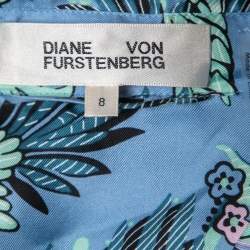 DIANE VON
FURSTENBERG
8